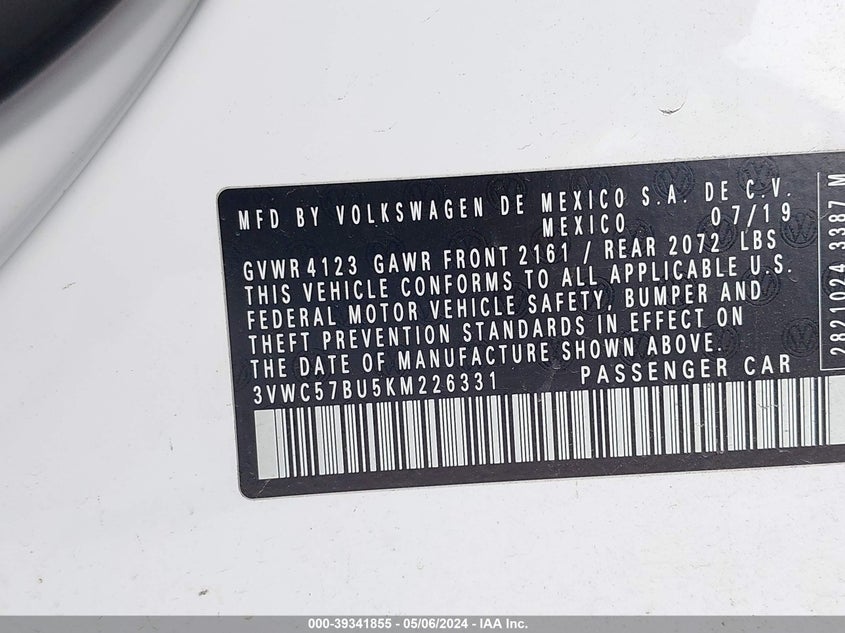 MFD BY VOLKSWAGEN DE MEXICO S.A. DE C.V.
MEXICO 07/19
GVWR 4123 GAWR FRONT 2161 / REAR 2072 LBS
THIS VEHICLE CONFORMS TO ALL APPLICABLE U.S.
FEDERAL MOTOR VEHICLE SAFETY, BUMPER AND
THEFT PREVENTION STANDARDS IN EFFECT ON
THE DATE OF MANUFACTURE SHOWN ABOVE.
3VWC57BU5KM226331 PASSENGER CAR
2821024 3387 M
000-39341855 - 05/06/2024 - IAA Inc.